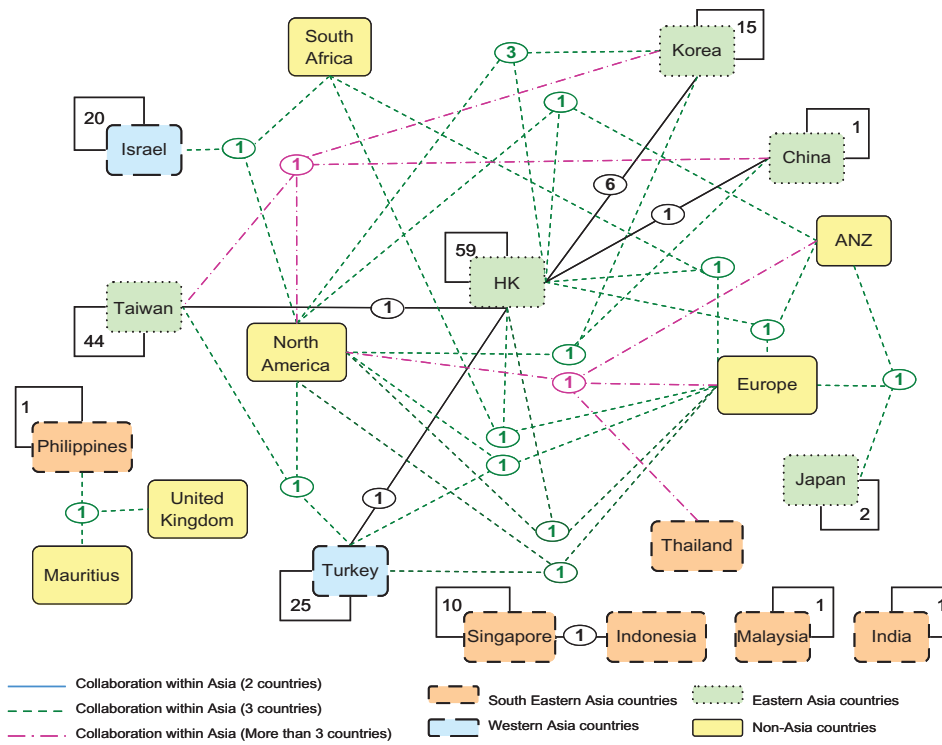 South
Africa
3
Korea
15
1
20
Israel
1
1
China
1
6
1
59
HK
ANZ
1
Taiwan
44
1
North
America
1
1
1
Europe
1
1
Philippines
1
1
1
1
United
Kingdom
Mauritius
1
Turkey
25
1
1
Japan
2
Thailand
10
Singapore
1
Indonesia
Malaysia
1
India
1
Collaboration within Asia (2 countries)
Collaboration within Asia (3 countries)
Collaboration within Asia (More than 3 countries)
South Eastern Asia countries
Western Asia countries
Eastern Asia countries
Non-Asia countries